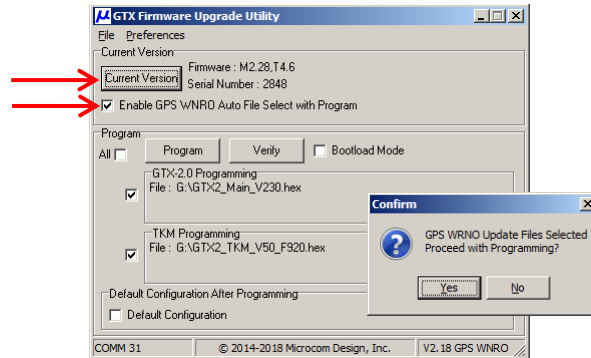 GTX Firmware Upgrade Utility
File Preferences
Current Version
Current Version
Firmware : M2.28,T4.6
Serial Number : 2848
Enable GPS WNRO Auto File Select with Program
Program
All
Program Verify Bootload Mode
GTX-2.0 Programming
File : G:\GTX2_Main_V230.hex
TKM Programming
File : G:\GTX2_TKM_V50_F920.hex
Default Configuration After Programming
Default Configuration
COMM 31 © 2014-2018 Microcom Design, Inc. V2.18 GPS WNRO
Confirm
GPS WRNO Update Files Selected
Proceed with Programming?
Yes No